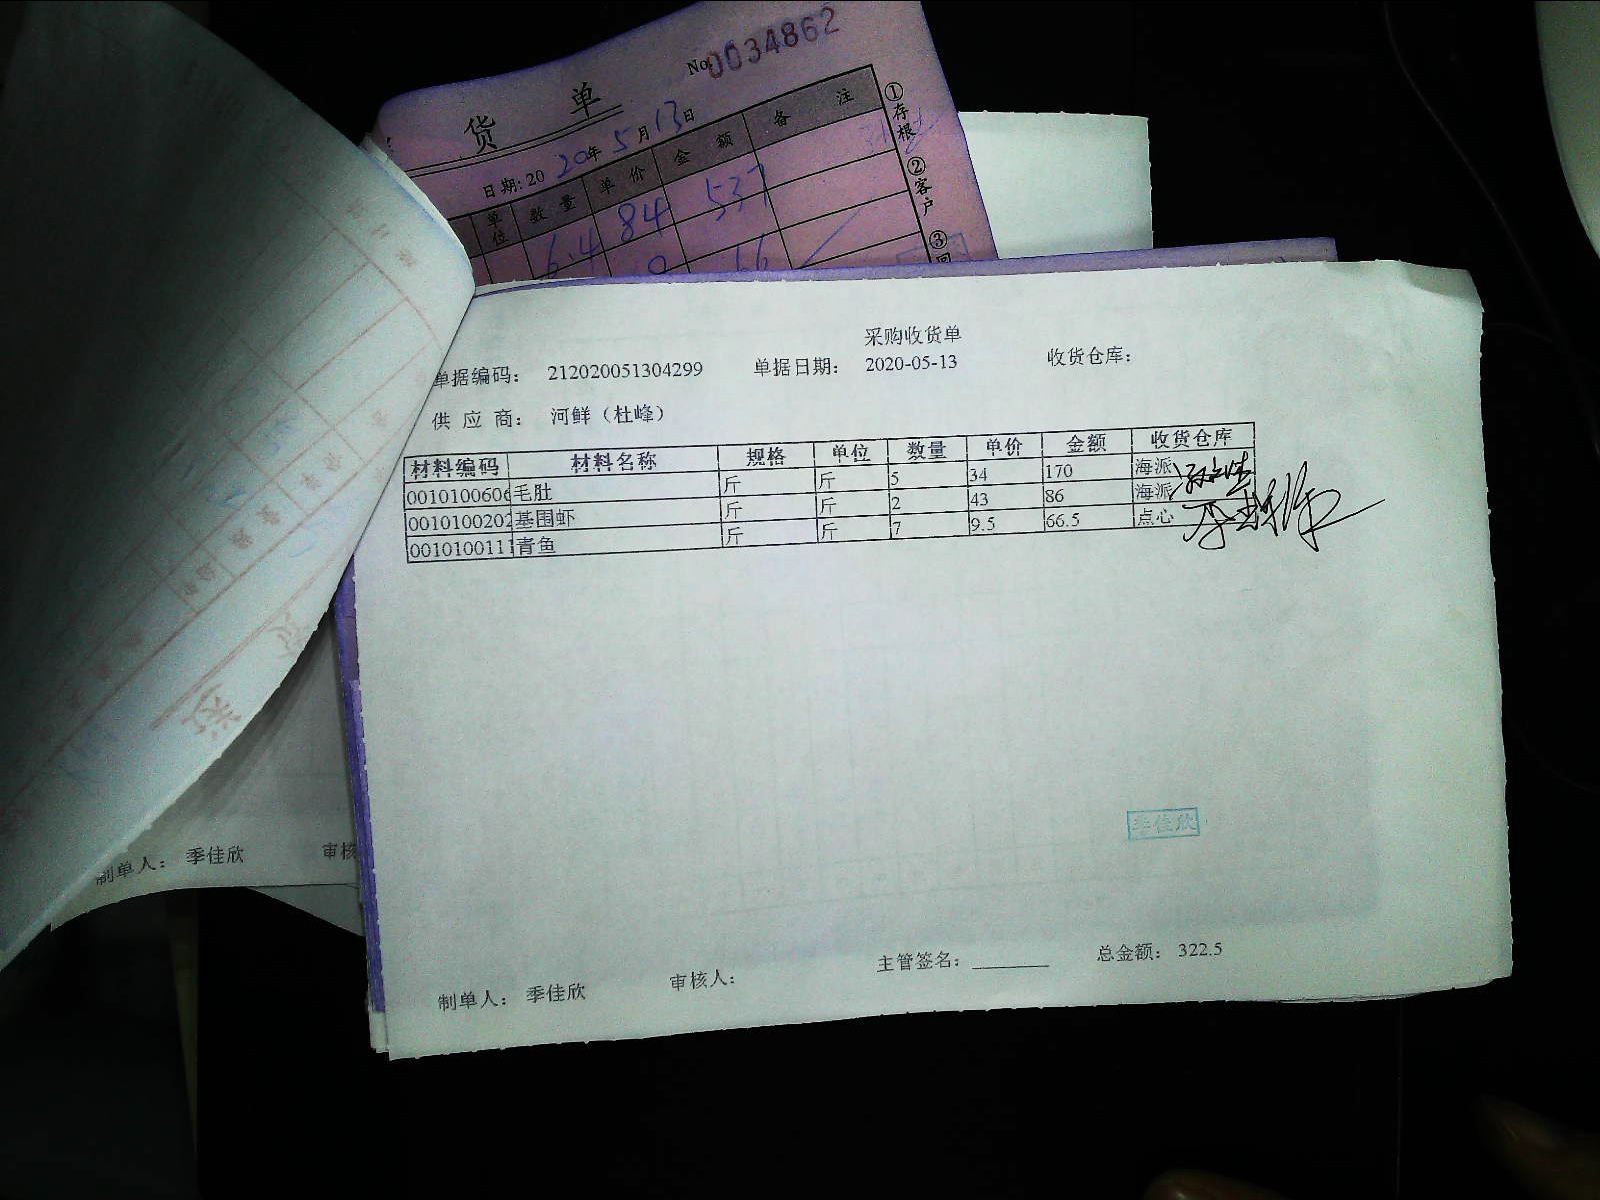 No 0034862
货 单
日期: 2020年5月13日
单位 数量 单价 金额 备注
6.4 84 537
①存根 ②客户 ③回
采购收货单
单据编码： 212020051304299 单据日期： 2020-05-13 收货仓库：
供 应 商： 河鲜（杜峰）
材料编码 材料名称 规格 单位 数量 单价 金额 收货仓库
001010060 毛肚 斤 斤 5 34 170 海派
0010100202 基围虾 斤 斤 2 43 86 海派
001010011 青鱼 斤 斤 7 9.5 66.5 点心
季佳欣
制单人： 季佳欣 审核人： 主管签名：________ 总金额： 322.5
制单人： 季佳欣 审核